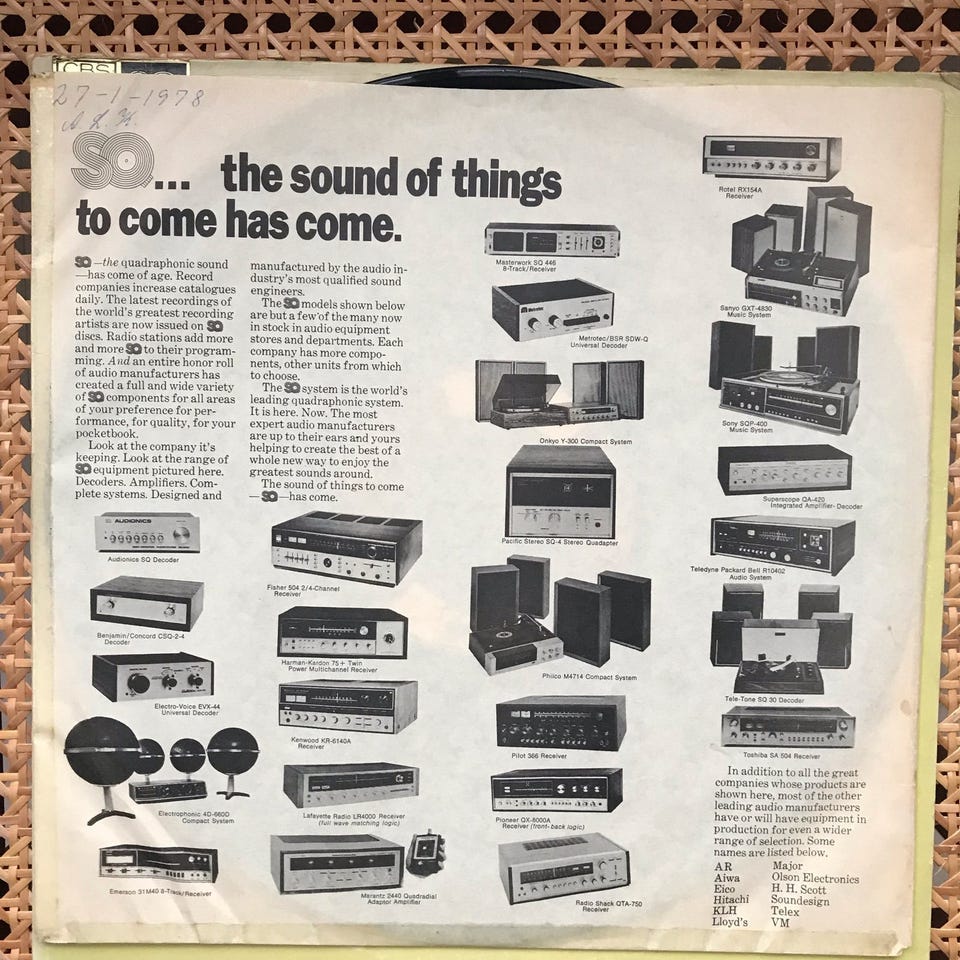 CBS
27-1-1978
SQ... the sound of things
to come has come.
SQ—the quadraphonic sound
—has come of age. Record
companies increase catalogues
daily. The latest recordings of
the world's greatest recording
artists are now issued on SQ
discs. Radio stations add more
and more SQ to their program-
ming. And an entire honor roll
of audio manufacturers has
created a full and wide variety
of SQ components for all areas
of your preference for per-
formance, for quality, for your
pocketbook.
Look at the company it's
keeping. Look at the range of
SQ equipment pictured here.
Decoders. Amplifiers. Com-
plete systems. Designed and
manufactured by the audio in-
dustry's most qualified sound
engineers.
The SQ models shown below
are but a few of the many now
in stock in audio equipment
stores and departments. Each
company has more compo-
nents, other units from which
to choose.
The SQ system is the world's
leading quadraphonic system.
It is here. Now. The most
expert audio manufacturers
are up to their ears and yours
helping to create the best of a
whole new way to enjoy the
greatest sounds around.
The sound of things to come
—SQ—has come.
AUDIONICS
Audionics SQ Decoder
Benjamin/Concord CSQ-2-4
Decoder
Electro-Voice EVX-44
Universal Decoder
Electrophonic 4D-660D
Compact System
Emerson 31M40 8-Track/Receiver
Fisher 504 2/4-Channel
Receiver
Harman-Kardon 75+ Twin
Power Multichannel Receiver
Kenwood KR-6140A
Receiver
Lafayette Radio LR4000 Receiver
(full wave matching logic)
Marantz 2440 Quadradial
Adaptor Amplifier
Masterwork SQ 446
8-Track/Receiver
Metrotec
Metrotec/BSR SDW-Q
Universal Decoder
Onkyo Y-300 Compact System
Pacific Stereo SQ-4 Stereo Quadapter
Philco M4714 Compact System
Pilot 366 Receiver
Pioneer QX-8000A
Receiver (front-back logic)
Radio Shack QTA-750
Receiver
Rotel RX154A
Receiver
Sanyo GXT-4830
Music System
Sony SQP-400
Music System
Superscope QA-420
Integrated Amplifier- Decoder
Teledyne Packard Bell R10402
Audio System
Tele-Tone SQ 30 Decoder
Toshiba SA 504 Receiver
In addition to all the great
companies whose products are
shown here, most of the other
leading audio manufacturers
have or will have equipment in
production for even a wider
range of selection. Some
names are listed below.
AR
Aiwa
Eico
Hitachi
KLH
Lloyd's
Major
Olson Electronics
H. H. Scott
Soundesign
Telex
VM